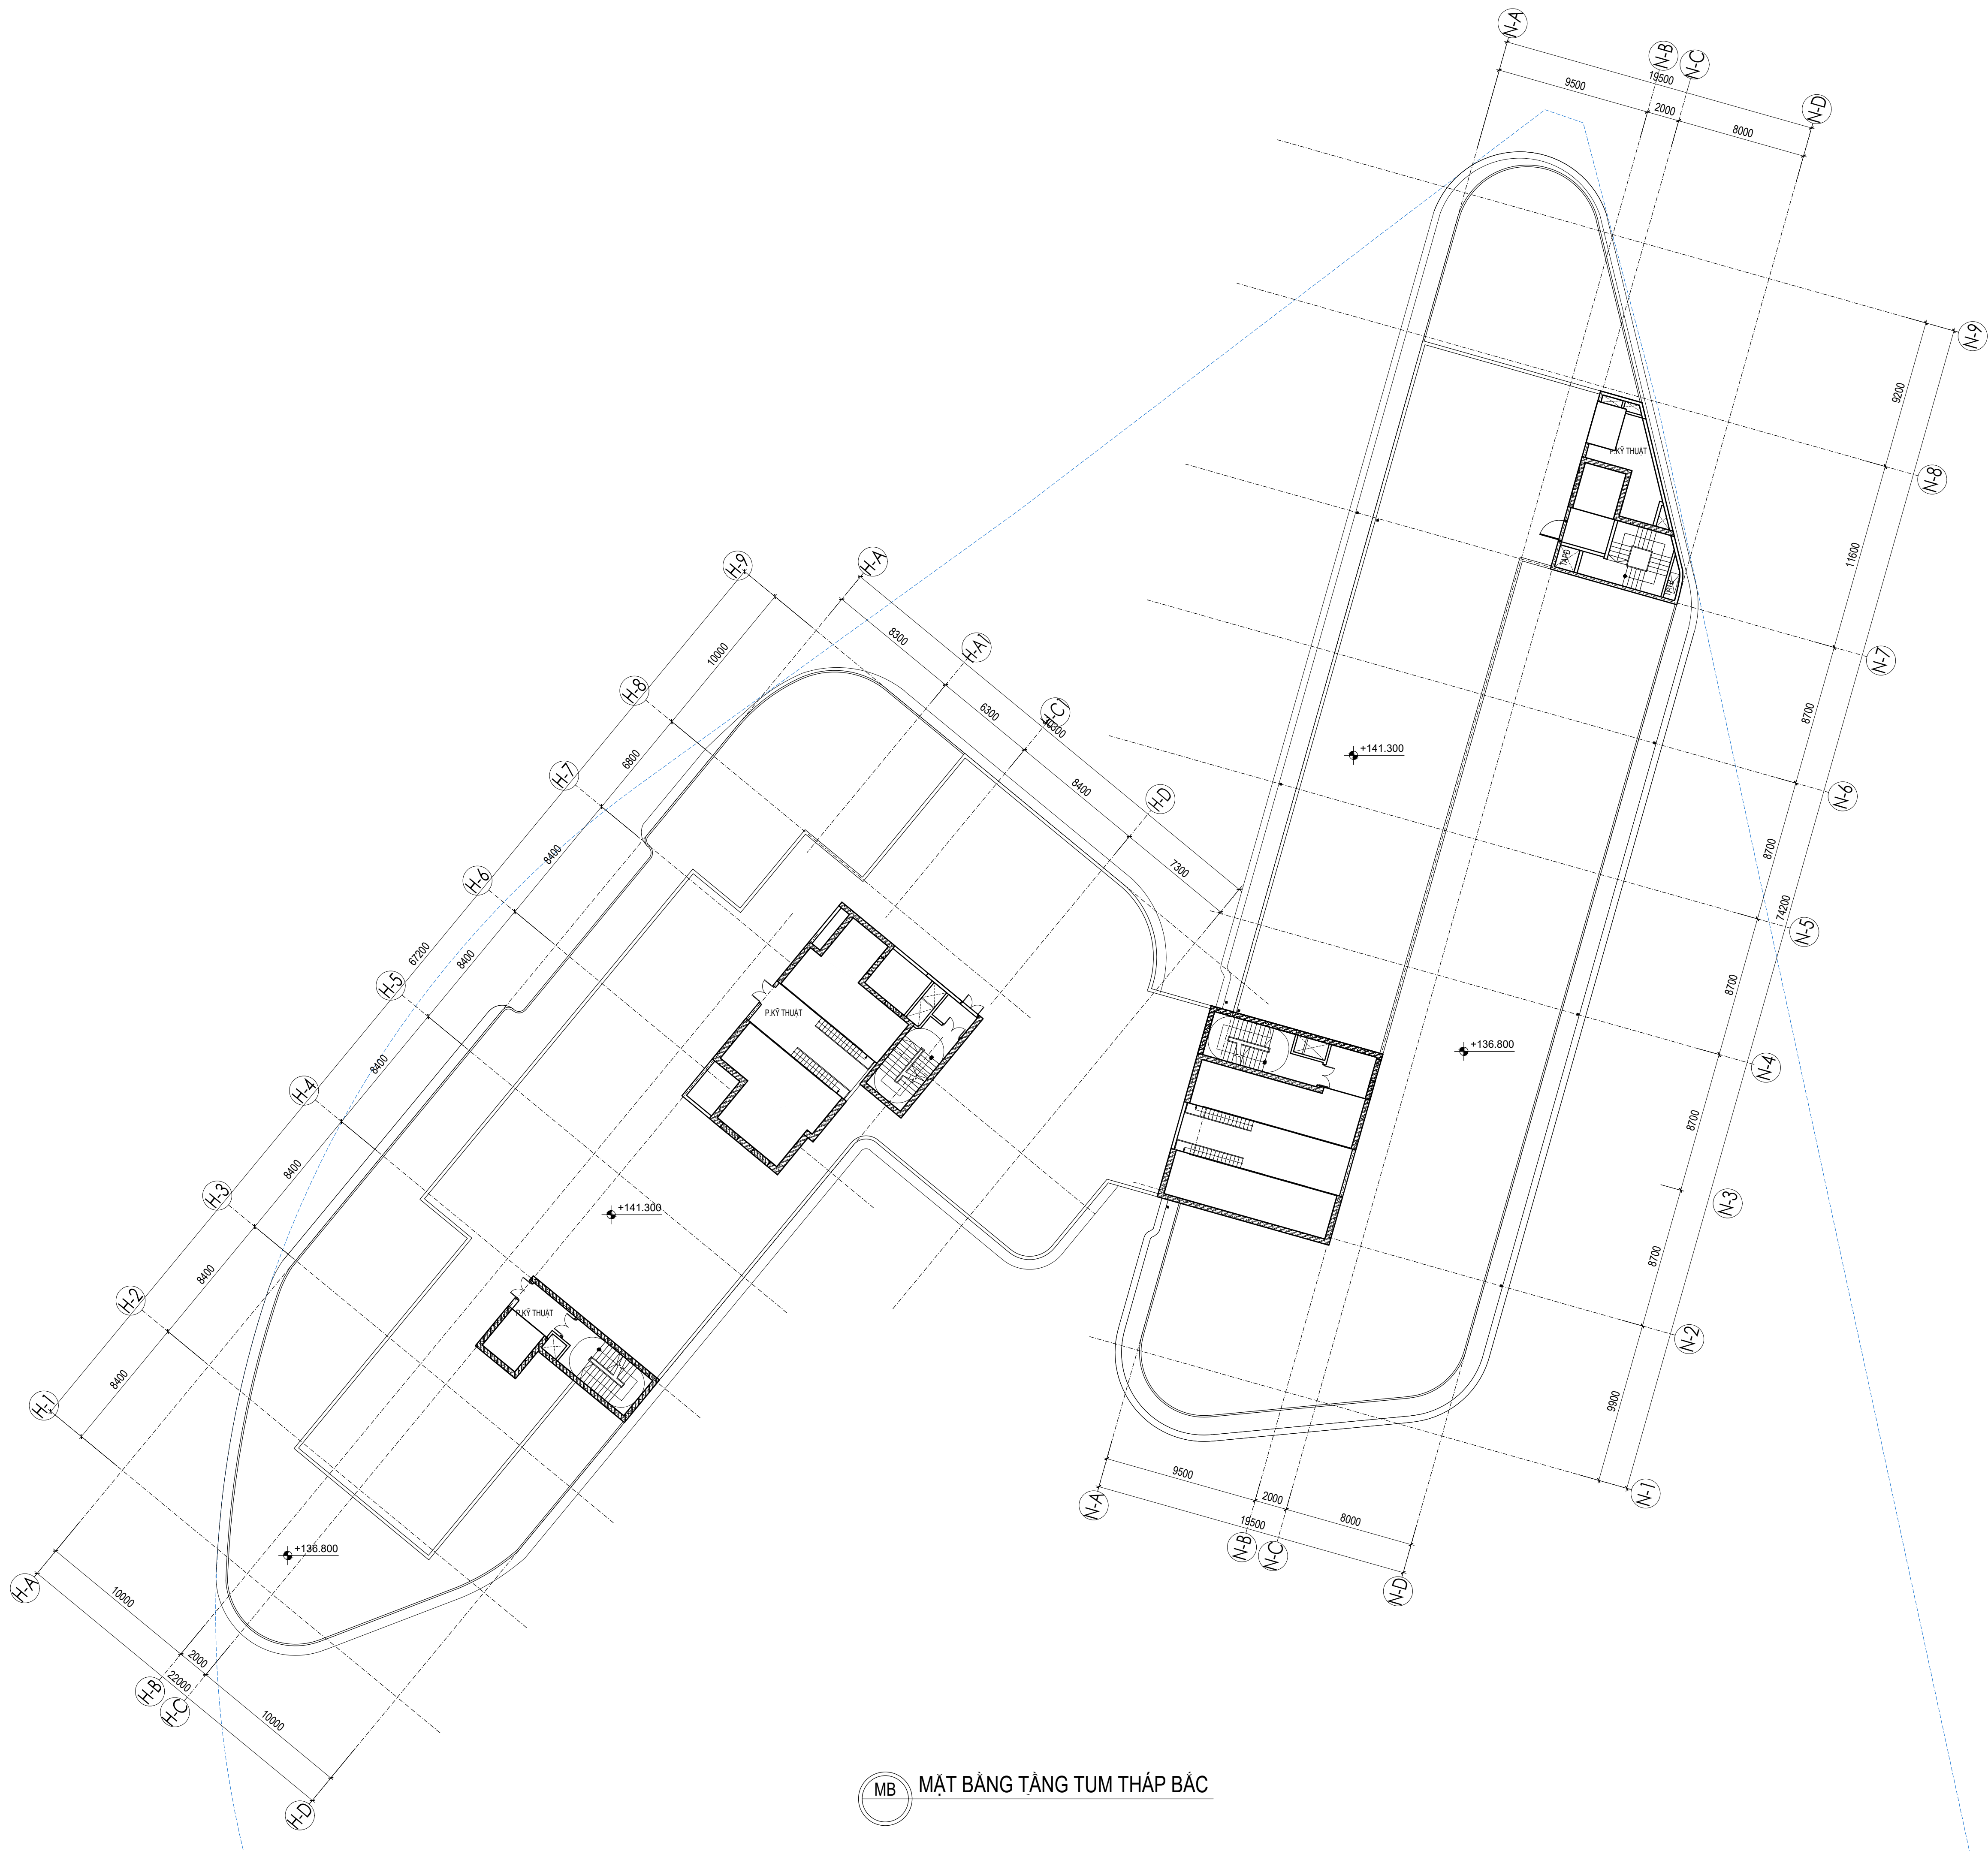 N-A
N-B
N-C
N-D
19500
9500
2000
8000
N-9
N-8
N-7
N-6
N-5
N-4
N-3
N-2
N-1
9200
11600
8700
8700
8700
8700
8700
9900
74200
P.KỸ THUẬT
TAPD
+141.300
+136.800
H-9
H-8
H-7
H-6
H-5
H-4
H-3
H-2
H-1
10000
6800
8400
8400
8400
8400
8400
8400
67200
H-A
H-A1
H-C1
H-D
8300
6300
8400
7300
30300
P.KỸ THUẬT
+141.300
P.KỸ THUẬT
+136.800
H-A
H-B
H-C
H-D
10000
2000
10000
22000
N-A
N-B
N-C
N-D
9500
2000
8000
19500
MB
MẶT BẰNG TẦNG TUM THÁP BẮC